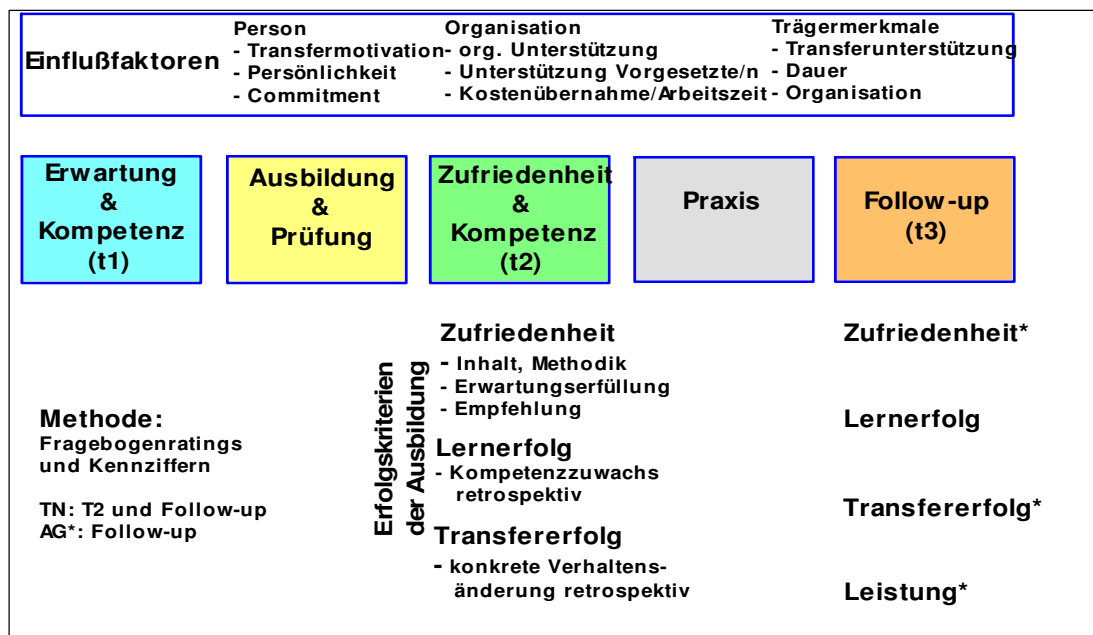 Einflußfaktoren
Person
- Transfermotivation
- Persönlichkeit
- Commitment
Organisation
- org. Unterstützung
- Unterstützung Vorgesetzte/n
- Kostenübernahme/Arbeitszeit
Trägermerkmale
- Transferunterstützung
- Dauer
- Organisation
Erwartung
&
Kompetenz
(t1)
Ausbildung
&
Prüfung
Zufriedenheit
&
Kompetenz
(t2)
Praxis
Follow-up
(t3)
Methode:
Fragebogenratings
und Kennziffern
TN: T2 und Follow-up
AG*: Follow-up
Erfolgskriterien
der Ausbildung
Zufriedenheit
- Inhalt, Methodik
- Erwartungserfüllung
- Empfehlung
Lernerfolg
- Kompetenzzuwachs
retrospektiv
Transfererfolg
- konkrete Verhaltens-
änderung retrospektiv
Zufriedenheit*
Lernerfolg
Transfererfolg*
Leistung*